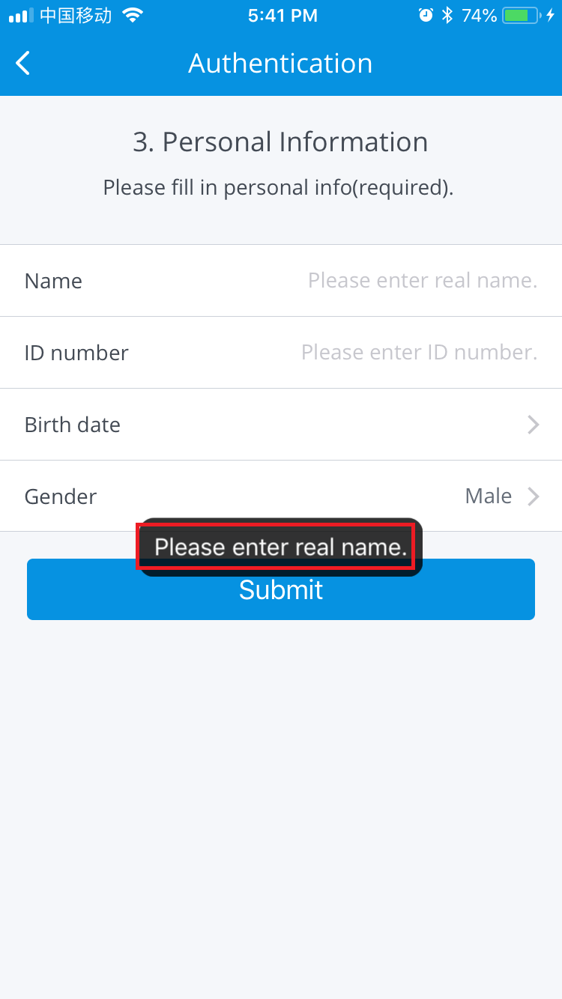 中国移动 5:41 PM 74%
Authentication
3. Personal Information
Please fill in personal info(required).
Name Please enter real name.
ID number Please enter ID number.
Birth date
Gender Male
Please enter real name.
Submit